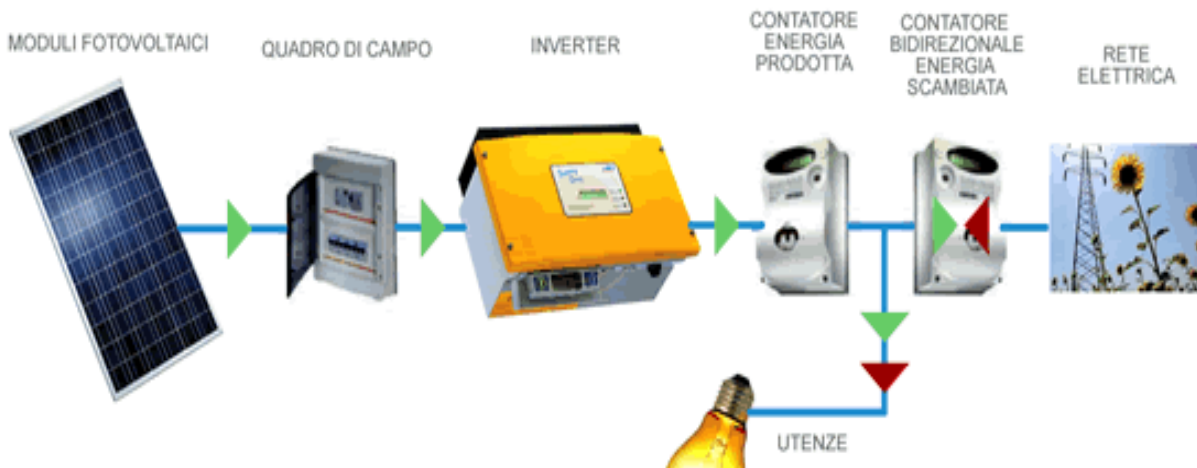 MODULI FOTOVOLTAICI
QUADRO DI CAMPO
INVERTER
CONTATORE
ENERGIA
PRODOTTA
CONTATORE
BIDIREZIONALE
ENERGIA
SCAMBIATA
RETE
ELETTRICA
UTENZE